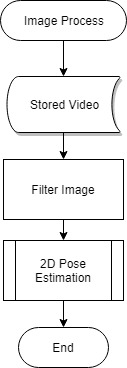 Image Process
Stored Video
Filter Image
2D Pose
Estimation
End